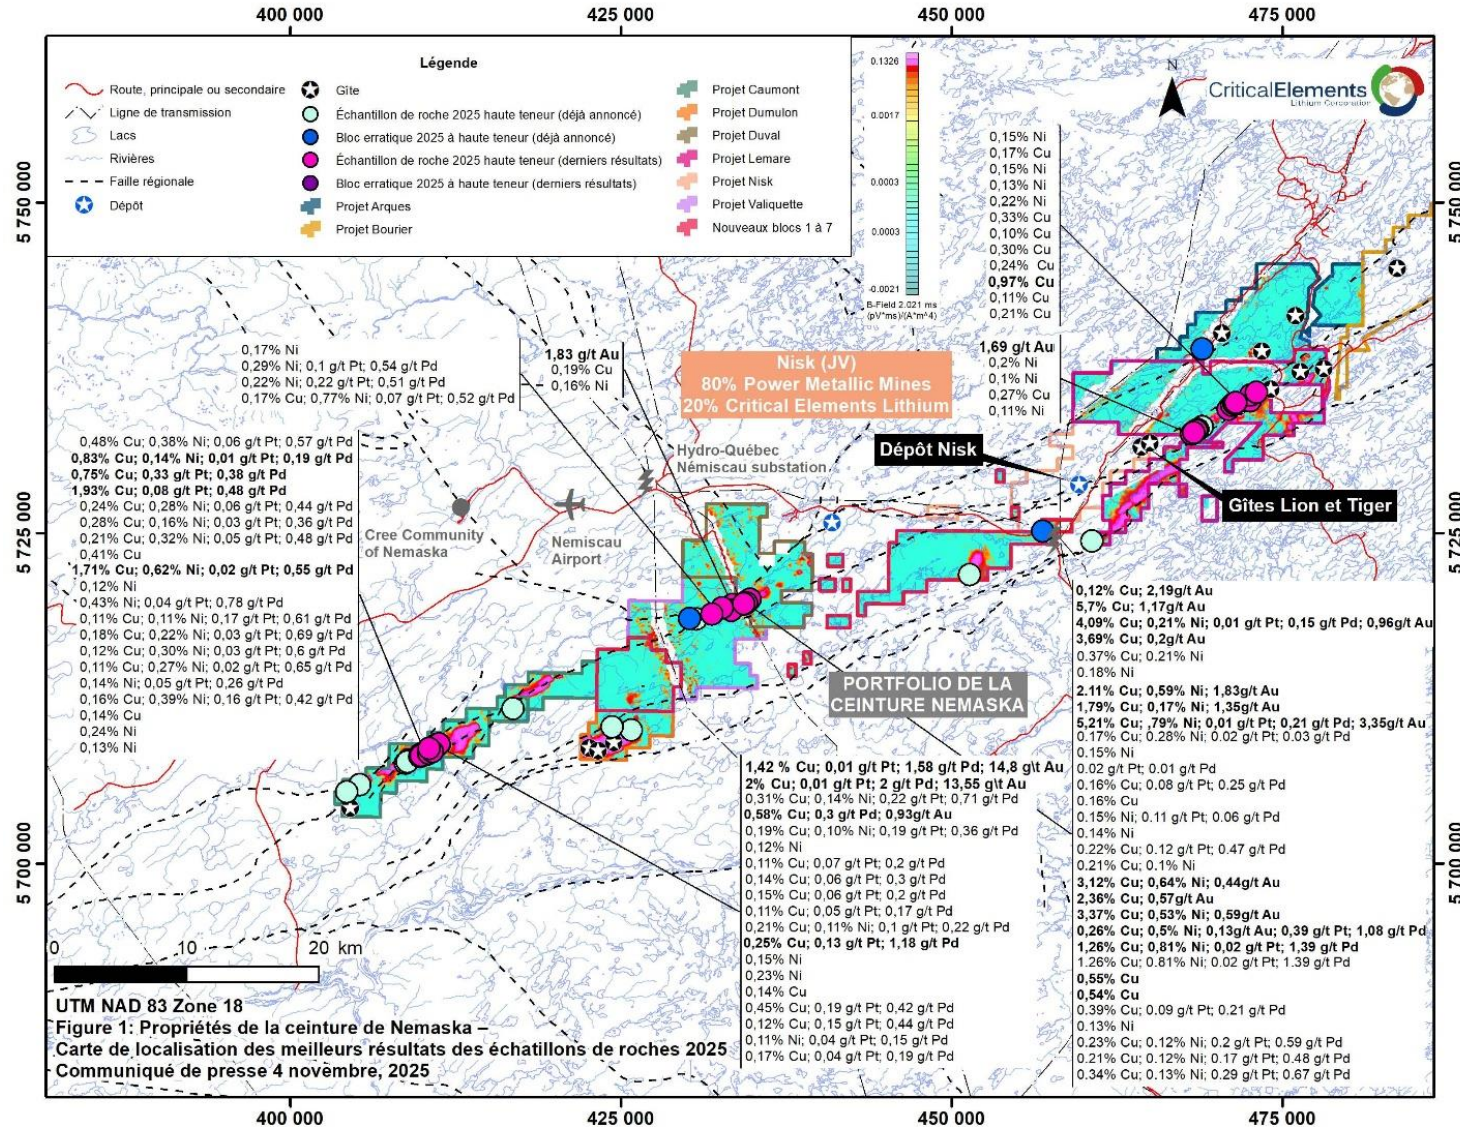 400 000
425 000
450 000
475 000
Légende
Route, principale ou secondaire
Ligne de transmission
Lacs
Rivières
Faille régionale
Dépôt
Gîte
Échantillon de roche 2025 haute teneur (déjà annoncé)
Bloc erratique 2025 à haute teneur (déjà annoncé)
Échantillon de roche 2025 haute teneur (derniers résultats)
Bloc erratique 2025 à haute teneur (derniers résultats)
Projet Arques
Projet Bourier
Projet Caumont
Projet Dumulon
Projet Duval
Projet Lemare
Projet Nisk
Projet Valiquette
Nouveaux blocs 1 à 7
0.1326
0.0017
0.0003
0.0003
-0.0021
B-Field 2.021 ms
(pV*ms)/(A*m^4)
N
CriticalElements
Lithium Corporation
5 750 000
5 750 000
0,15% Ni
0,17% Cu
0,15% Ni
0,13% Ni
0,22% Ni
0,33% Cu
0,10% Cu
0,30% Cu
0,24% Cu
0,97% Cu
0,11% Cu
0,21% Cu
1,69 g/t Au
0,2% Ni
0,1% Ni
0,27% Cu
0,11% Ni
0,17% Ni
0,29% Ni; 0,1 g/t Pt; 0,54 g/t Pd
0,22% Ni; 0,22 g/t Pt; 0,51 g/t Pd
0,17% Cu; 0,77% Ni; 0,07 g/t Pt; 0,52 g/t Pd
1,83 g/t Au
0,19% Cu
0,16% Ni
Nisk (JV)
80% Power Metallic Mines
20% Critical Elements Lithium
Dépôt Nisk
Gîtes Lion et Tiger
Hydro-Québec
Némiscau substation
Cree Community
of Nemaska
Nemiscau
Airport
5 725 000
5 725 000
0,48% Cu; 0,38% Ni; 0,06 g/t Pt; 0,57 g/t Pd
0,83% Cu; 0,14% Ni; 0,01 g/t Pt; 0,19 g/t Pd
0,75% Cu; 0,33 g/t Pt; 0,38 g/t Pd
1,93% Cu; 0,08 g/t Pt; 0,48 g/t Pd
0,24% Cu; 0,28% Ni; 0,06 g/t Pt; 0,44 g/t Pd
0,28% Cu; 0,16% Ni; 0,03 g/t Pt; 0,36 g/t Pd
0,21% Cu; 0,32% Ni; 0,05 g/t Pt; 0,48 g/t Pd
0,41% Cu
1,71% Cu; 0,62% Ni; 0,02 g/t Pt; 0,55 g/t Pd
0,12% Ni
0,43% Ni; 0,04 g/t Pt; 0,78 g/t Pd
0,11% Cu; 0,11% Ni; 0,17 g/t Pt; 0,61 g/t Pd
0,18% Cu; 0,22% Ni; 0,03 g/t Pt; 0,69 g/t Pd
0,12% Cu; 0,30% Ni; 0,03 g/t Pt; 0,6 g/t Pd
0,11% Cu; 0,27% Ni; 0,02 g/t Pt; 0,65 g/t Pd
0,14% Ni; 0,05 g/t Pt; 0,26 g/t Pd
0,16% Cu; 0,39% Ni; 0,16 g/t Pt; 0,42 g/t Pd
0,14% Cu
0,24% Ni
0,13% Ni
PORTFOLIO DE LA
CEINTURE NEMASKA
0,12% Cu; 2,19g/t Au
5,7% Cu; 1,17g/t Au
4,09% Cu; 0,21% Ni; 0,01 g/t Pt; 0,15 g/t Pd; 0,96g/t Au
3,69% Cu; 0,2g/t Au
0,37% Cu; 0,21% Ni
0,18% Ni
2,11% Cu; 0,59% Ni; 1,83g/t Au
1,79% Cu; 0,17% Ni; 1,35g/t Au
5,21% Cu; ,79% Ni; 0,01 g/t Pt; 0,21 g/t Pd; 3,35g/t Au
0,17% Cu; 0,28% Ni; 0,02 g/t Pt; 0,03 g/t Pd
0,15% Ni
0.02 g/t Pt; 0.01 g/t Pd
0,16% Cu; 0.08 g/t Pt; 0.25 g/t Pd
0.16% Cu
0.15% Ni; 0.11 g/t Pt; 0.06 g/t Pd
0,14% Ni
0.22% Cu; 0.12 g/t Pt; 0.47 g/t Pd
0.21% Cu; 0.1% Ni
3,12% Cu; 0,64% Ni; 0,44g/t Au
2,36% Cu; 0,57g/t Au
3,37% Cu; 0,53% Ni; 0,59g/t Au
0,26% Cu; 0,5% Ni; 0,13g/t Au; 0,39 g/t Pt; 1,08 g/t Pd
1,26% Cu; 0,81% Ni; 0,02 g/t Pt; 1,39 g/t Pd
1.26% Cu; 0.81% Ni; 0.02 g/t Pt; 1.39 g/t Pd
0,55% Cu
0,54% Cu
0.39% Cu; 0.09 g/t Pt; 0.21 g/t Pd
0.13% Ni
0.23% Cu; 0.12% Ni; 0.2 g/t Pt; 0.59 g/t Pd
0.21% Cu; 0.12% Ni; 0.17 g/t Pt; 0.48 g/t Pd
0.34% Cu; 0,13% Ni; 0.29 g/t Pt; 0.67 g/t Pd
1,42 % Cu; 0,01 g/t Pt; 1,58 g/t Pd; 14,8 g\t Au
2% Cu; 0,01 g/t Pt; 2 g/t Pd; 13,55 g\t Au
0,31% Cu; 0,14% Ni; 0,22 g/t Pt; 0,71 g/t Pd
0,58% Cu; 0,3 g/t Pd; 0,93g/t Au
0,19% Cu; 0,10% Ni; 0,19 g/t Pt; 0,36 g/t Pd
0,12% Ni
0,11% Cu; 0,07 g/t Pt; 0,2 g/t Pd
0,14% Cu; 0,06 g/t Pt; 0,3 g/t Pd
0,15% Cu; 0,06 g/t Pt; 0,2 g/t Pd
0,11% Cu; 0,05 g/t Pt; 0,17 g/t Pd
0,21% Cu; 0,11% Ni; 0,1 g/t Pt; 0,22 g/t Pd
0,25% Cu; 0,13 g/t Pt; 1,18 g/t Pd
0,15% Ni
0,23% Ni
0,14% Cu
0,45% Cu; 0,19 g/t Pt; 0,42 g/t Pd
0,12% Cu; 0,15 g/t Pt; 0,44 g/t Pd
0,11% Ni; 0,04 g/t Pt; 0,15 g/t Pd
0,17% Cu; 0,04 g/t Pt; 0,19 g/t Pd
5 700 000
5 700 000
0 10 20 km
UTM NAD 83 Zone 18
Figure 1: Propriétés de la ceinture de Nemaska –
Carte de localisation des meilleurs résultats des échatillons de roches 2025
Communiqué de presse 4 novembre, 2025
400 000
425 000
450 000
475 000